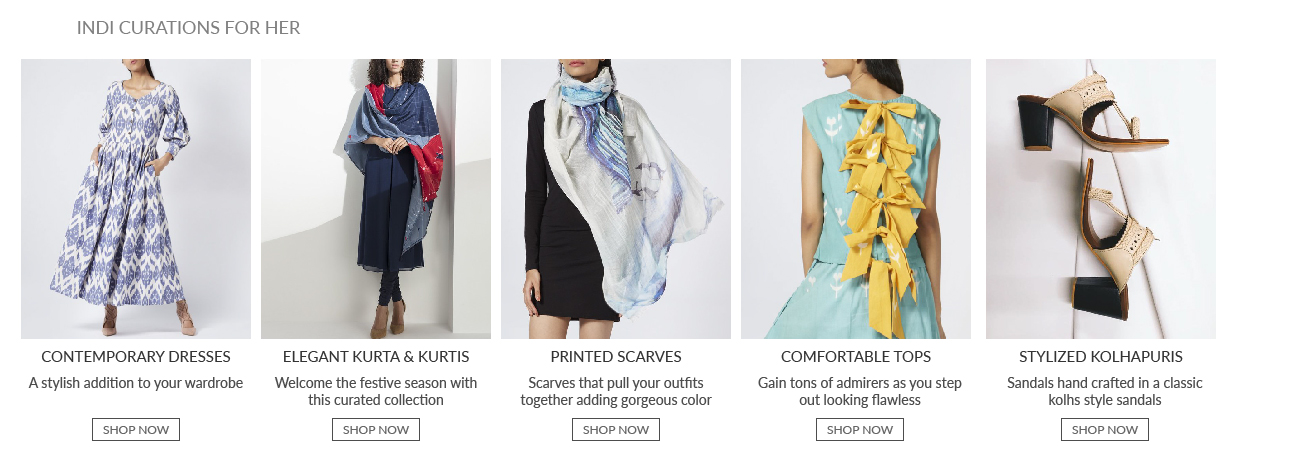 INDI CURATIONS FOR HER
CONTEMPORARY DRESSES
A stylish addition to your wardrobe
SHOP NOW
ELEGANT KURTA & KURTIS
Welcome the festive season with
this curated collection
SHOP NOW
PRINTED SCARVES
Scarves that pull your outfits
together adding gorgeous color
SHOP NOW
COMFORTABLE TOPS
Gain tons of admirers as you step
out looking flawless
SHOP NOW
STYLIZED KOLHAPURIS
Sandals hand crafted in a classic
kolhs style sandals
SHOP NOW